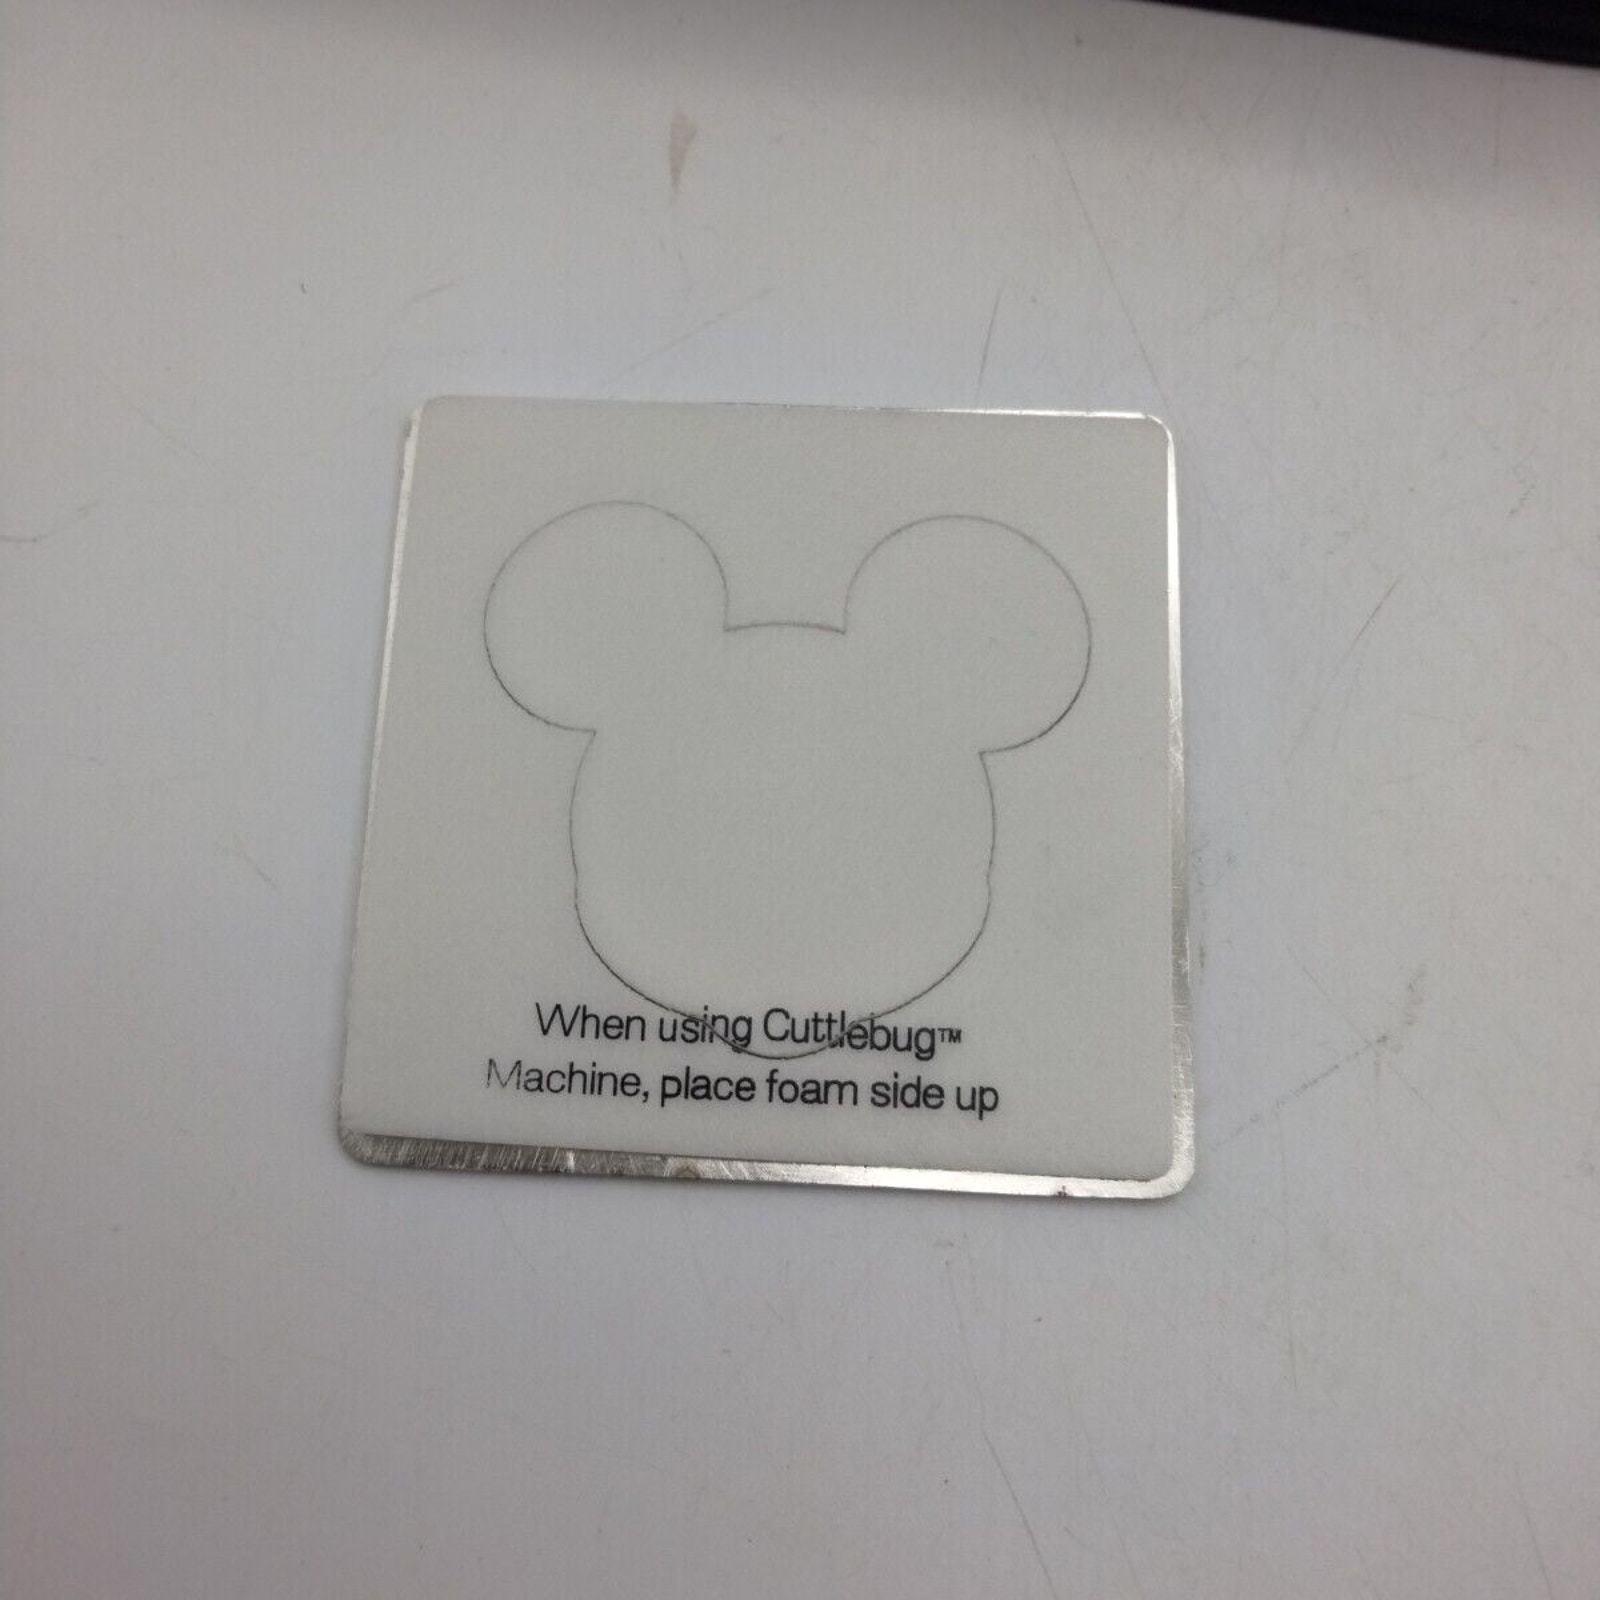 When using Cuttlebug™
Machine, place foam side up